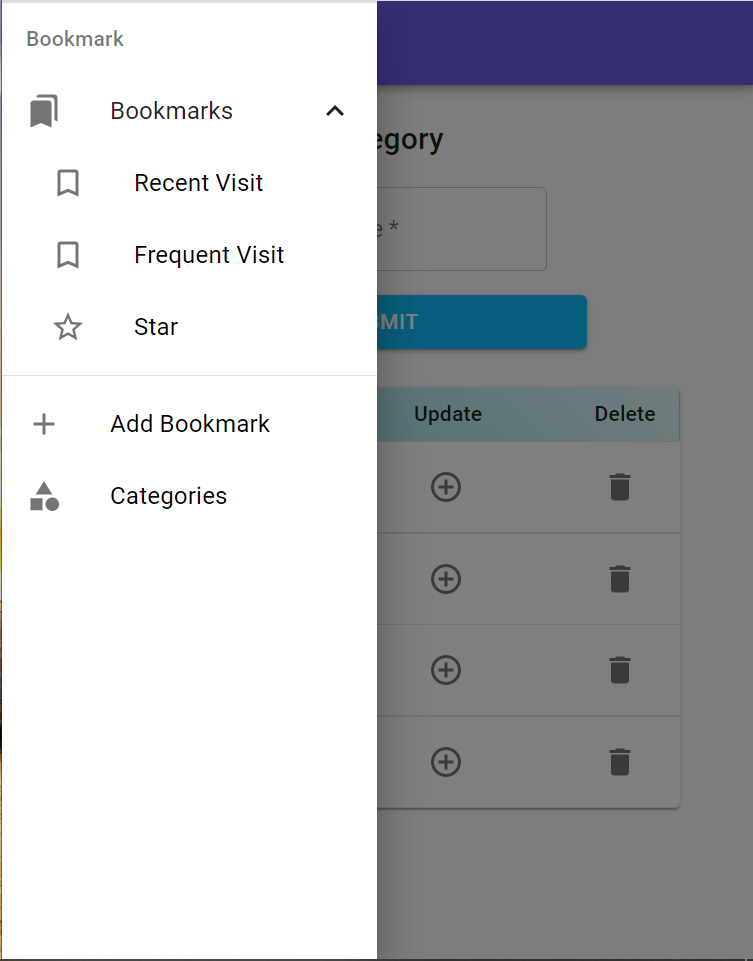 Bookmark
Bookmarks
Recent Visit
Frequent Visit
Star
Add Bookmark
Categories
egory
e *
MIT
Update Delete